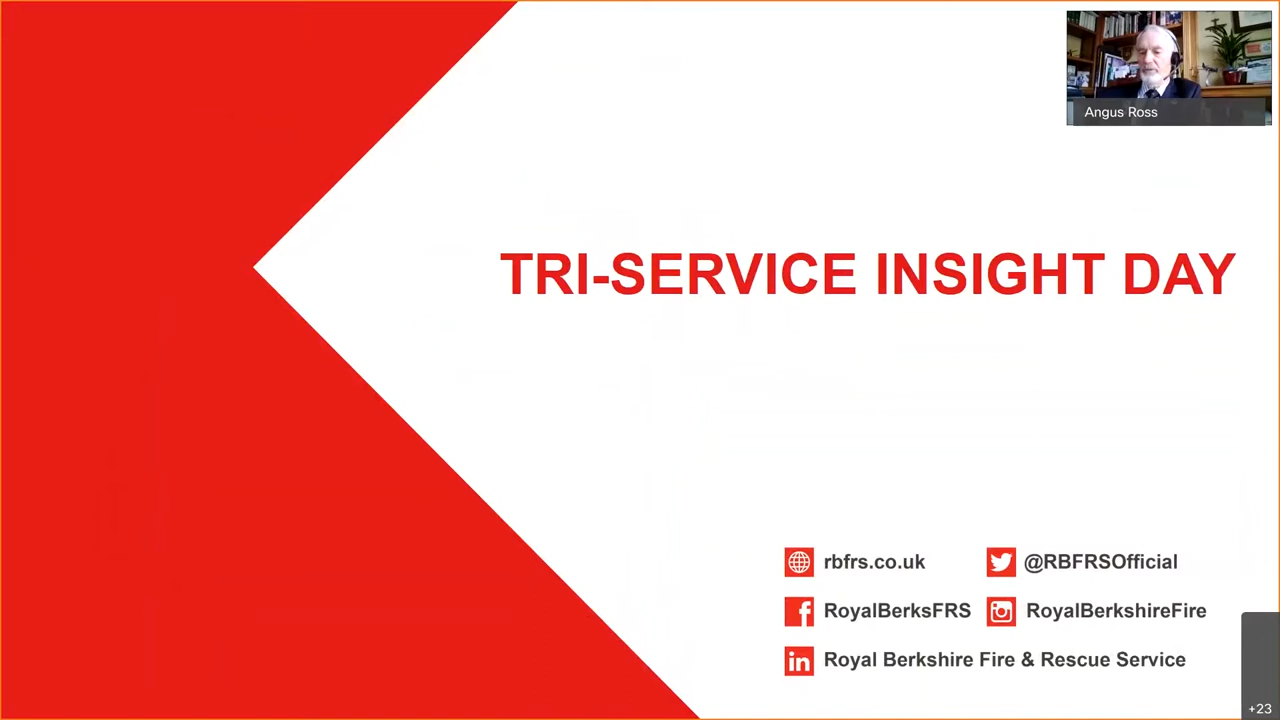 Angus Ross
TRI-SERVICE INSIGHT DAY
rbfrs.co.uk
@RBFRSOfficial
RoyalBerksFRS
RoyalBerkshireFire
Royal Berkshire Fire & Rescue Service
+23